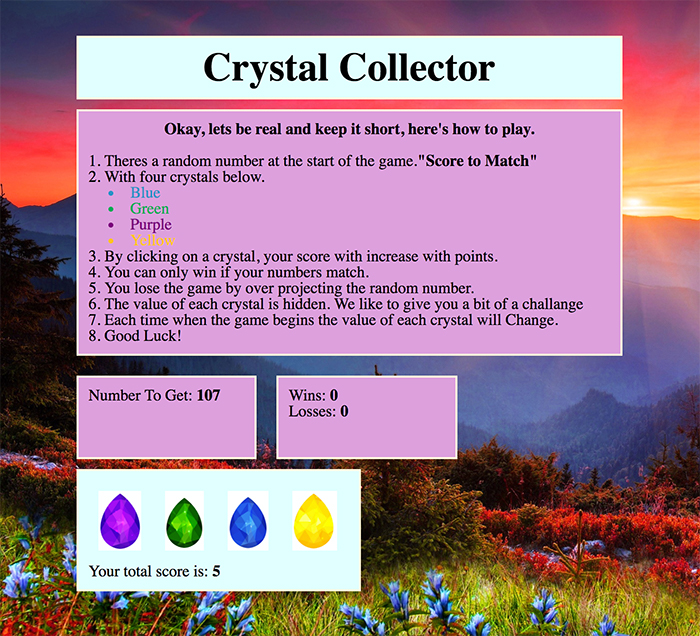 Crystal Collector
Okay, lets be real and keep it short, here's how to play.
1. Theres a random number at the start of the game."Score to Match"
2. With four crystals below.
• Blue
• Green
• Purple
• Yellow
3. By clicking on a crystal, your score with increase with points.
4. You can only win if your numbers match.
5. You lose the game by over projecting the random number.
6. The value of each crystal is hidden. We like to give you a bit of a challange
7. Each time when the game begins the value of each crystal will Change.
8. Good Luck!
Number To Get: 107
Wins: 0
Losses: 0
Your total score is: 5